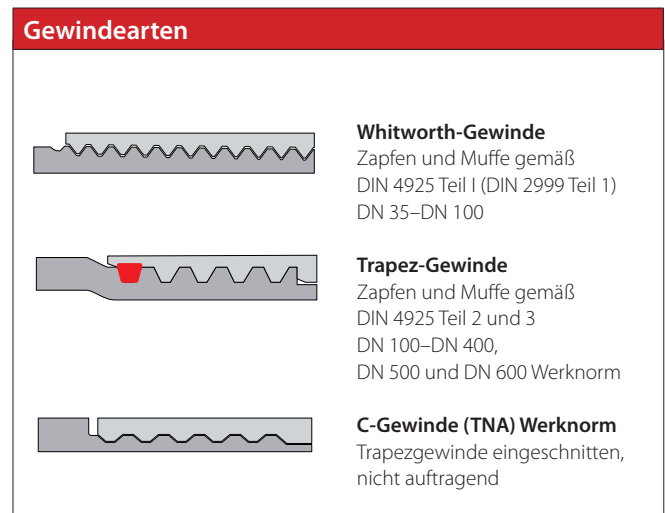 Gewindearten
Whitworth-Gewinde
Zapfen und Muffe gemäß
DIN 4925 Teil I (DIN 2999 Teil 1)
DN 35–DN 100
Trapez-Gewinde
Zapfen und Muffe gemäß
DIN 4925 Teil 2 und 3
DN 100–DN 400,
DN 500 und DN 600 Werknorm
C-Gewinde (TNA) Werknorm
Trapezgewinde eingeschnitten,
nicht auftragend